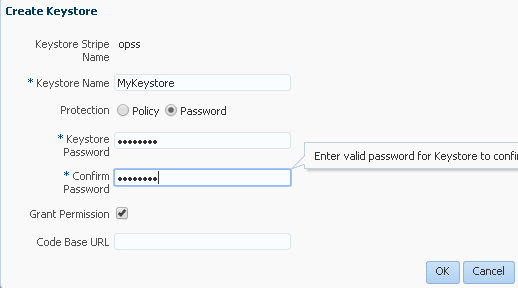 Create Keystore
Keystore Stripe Name opss
* Keystore Name MyKeystore
Protection Policy Password
* Keystore Password ••••••••
* Confirm Password ••••••••
Enter valid password for Keystore to confi
Grant Permission
Code Base URL
OK Cancel